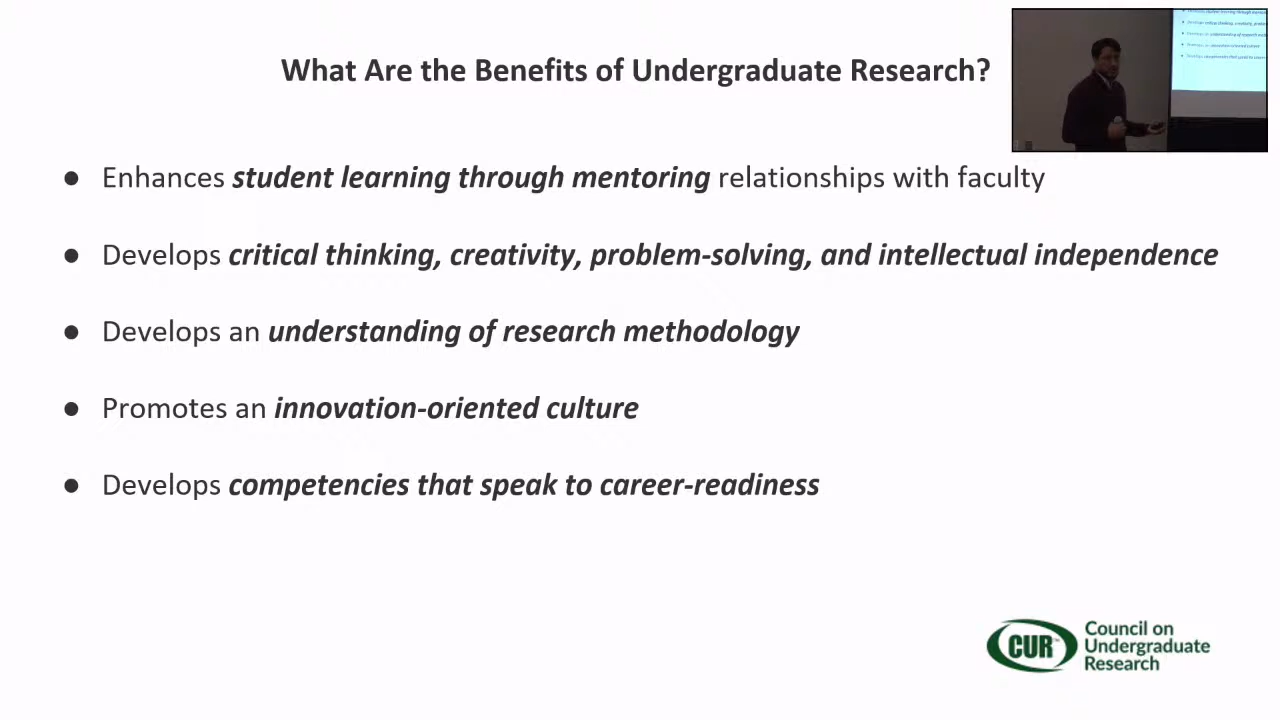 What Are the Benefits of Undergraduate Research?
● Enhances student learning through mentoring relationships with faculty
● Develops critical thinking, creativity, problem-solving, and intellectual independence
● Develops an understanding of research methodology
● Promotes an innovation-oriented culture
● Develops competencies that speak to career-readiness
CUR™
Council on
Undergraduate
Research